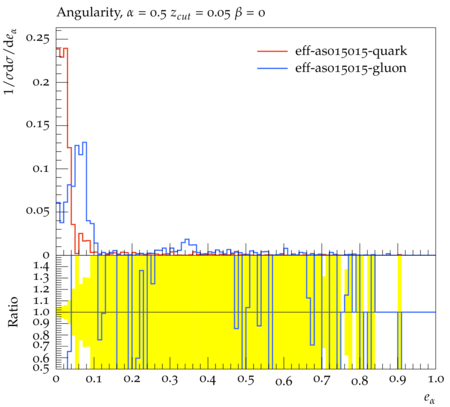 Angularity, α = 0.5 z_cut = 0.05 β = 0
1/σdσ/de_α
0.25
0.2
0.15
0.1
0.05
0
eff-as015015-quark
eff-as015015-gluon
Ratio
1.4
1.3
1.2
1.1
1.0
0.9
0.8
0.7
0.6
0.5
0 0.1 0.2 0.3 0.4 0.5 0.6 0.7 0.8 0.9 1.0
e_α